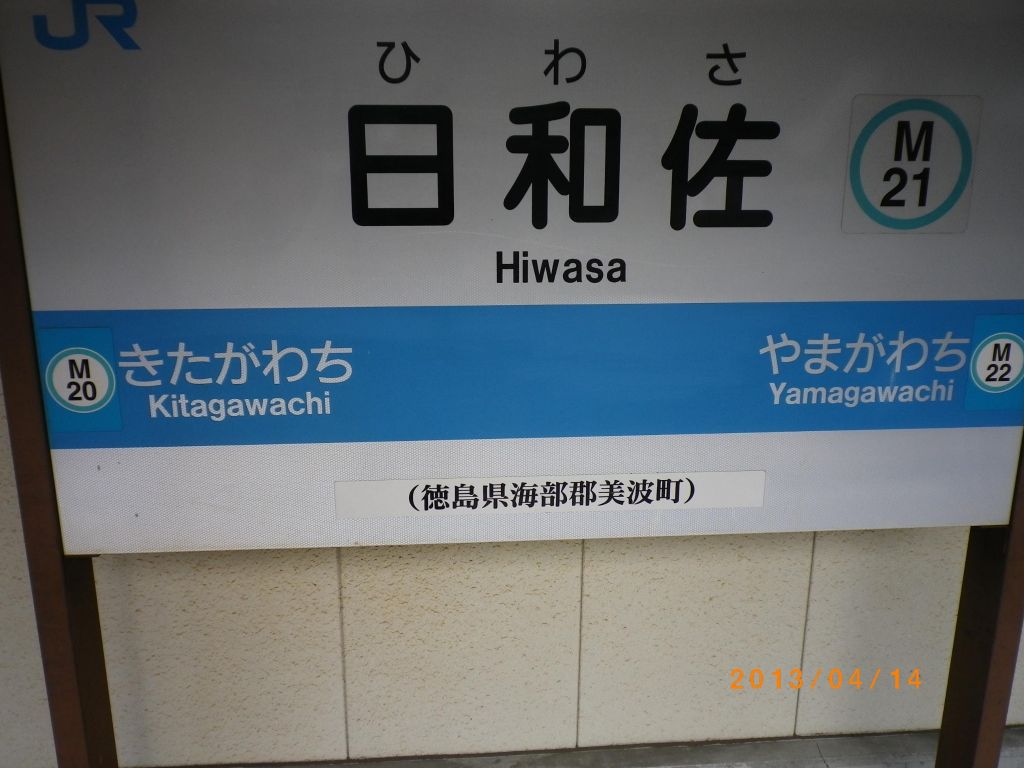 JR
ひ わ さ
日和佐
M
21
Hiwasa
M
20
きたがわち
Kitagawachi
やまがわち
Yamagawachi
M
22
(徳島県海部郡美波町)
2013/04/14